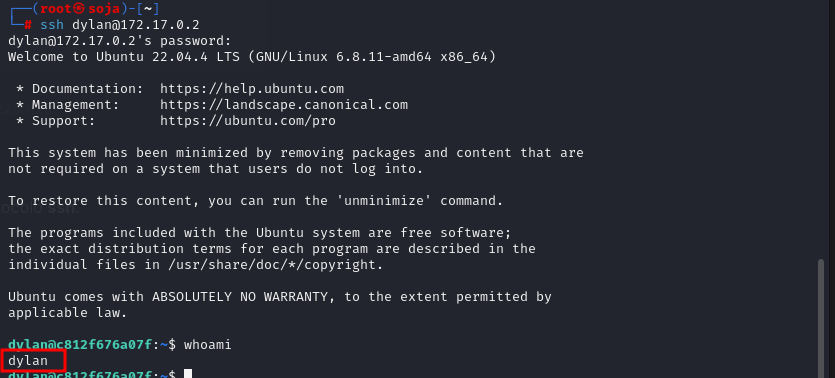 ┌──(root㉿soja)-[~]
└─# ssh dylan@172.17.0.2
dylan@172.17.0.2's password:
Welcome to Ubuntu 22.04.4 LTS (GNU/Linux 6.8.11-amd64 x86_64)
* Documentation:  https://help.ubuntu.com
* Management:     https://landscape.canonical.com
* Support:        https://ubuntu.com/pro
This system has been minimized by removing packages and content that are
not required on a system that users do not log into.
To restore this content, you can run the 'unminimize' command.
The programs included with the Ubuntu system are free software;
the exact distribution terms for each program are described in the
individual files in /usr/share/doc/*/copyright.
Ubuntu comes with ABSOLUTELY NO WARRANTY, to the extent permitted by
applicable law.
dylan@c812f676a07f:~$ whoami
dylan
dylan@c812f676a07f:~$